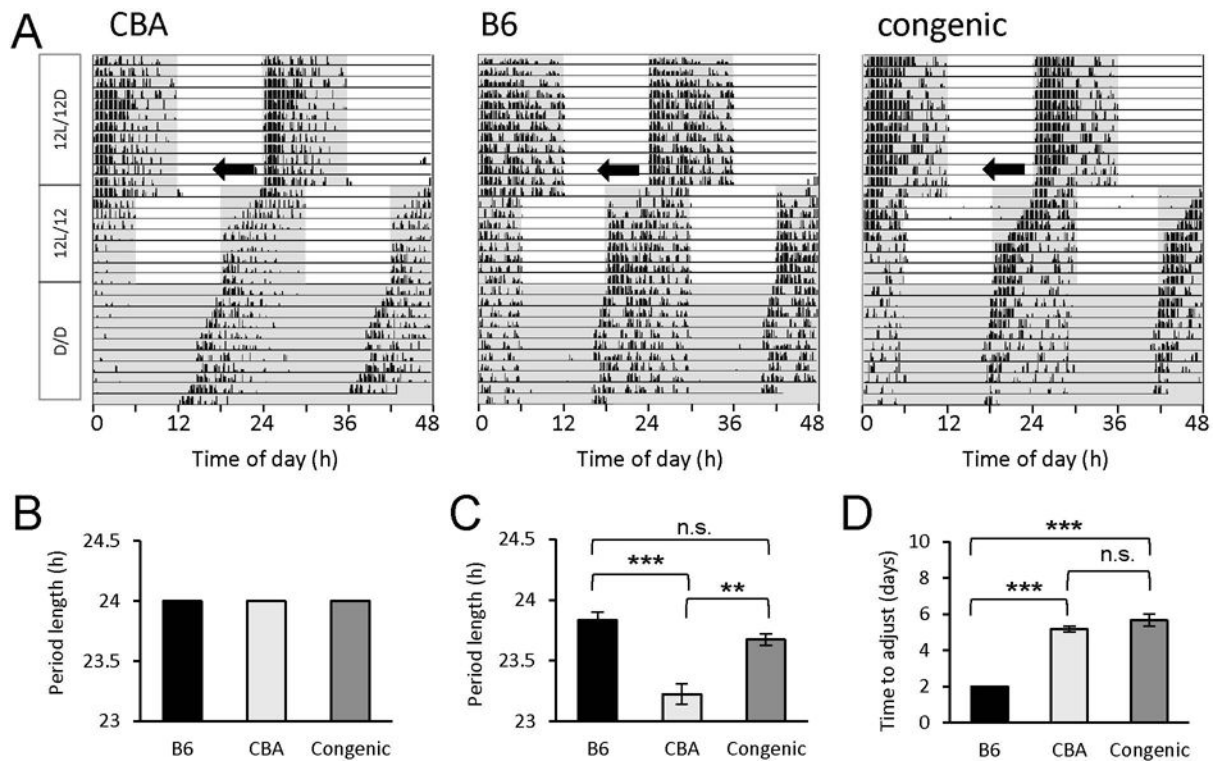 A
CBA
B6
congenic
12L/12D
12L/12
D/D
0 12 24 36 48
0 12 24 36 48
0 12 24 36 48
Time of day (h)
Time of day (h)
Time of day (h)
B
Period length (h)
24.5
24
23.5
23
B6 CBA Congenic
C
Period length (h)
24.5
24
23.5
23
n.s.
***
**
B6 CBA Congenic
D
Time to adjust (days)
10
8
6
4
2
0
***
n.s.
***
B6 CBA Congenic